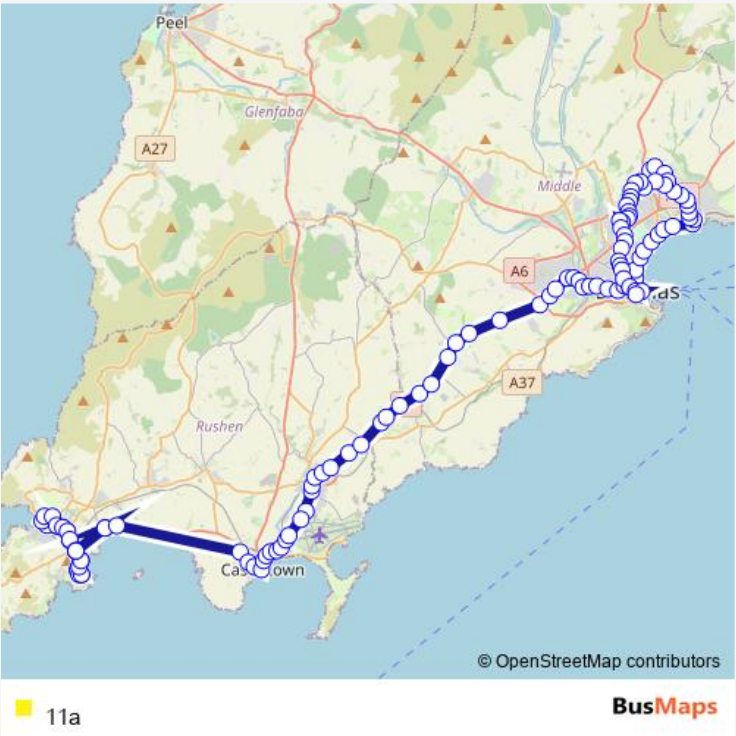 Peel
Glenfaba
A27
Middle
A6
A37
Rushen
© OpenStreetMap contributors
11a
BusMaps